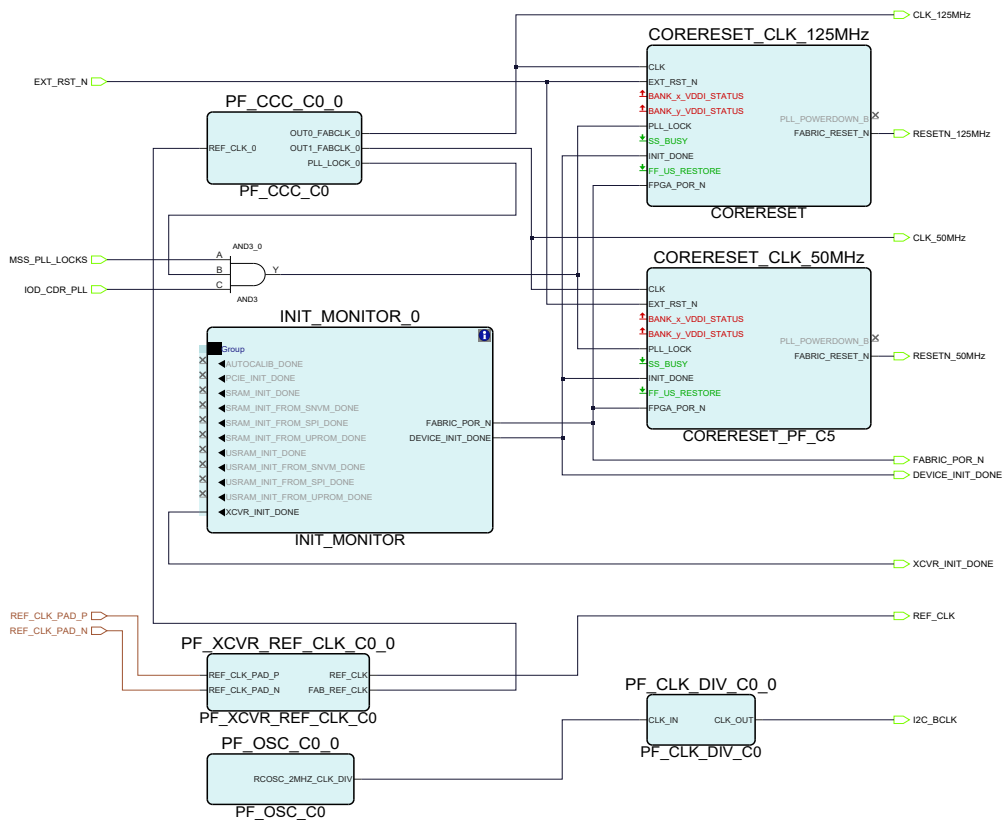 CLK_125MHz
CORERESET_CLK_125MHz
CLK
EXT_RST_N
EXT_RST_N
BANK_x_VDDI_STATUS
BANK_y_VDDI_STATUS
PLL_LOCK
SS_BUSY
INIT_DONE
FF_US_RESTORE
FPGA_POR_N
PLL_POWERDOWN_B
FABRIC_RESET_N
RESETN_125MHz
CORERESET
PF_CCC_C0_0
REF_CLK_0
OUT0_FABCLK_0
OUT1_FABCLK_0
PLL_LOCK_0
PF_CCC_C0
CLK_50MHz
MSS_PLL_LOCKS
IOD_CDR_PLL
AND3_0
A
B
C
Y
AND3
CORERESET_CLK_50MHz
CLK
EXT_RST_N
BANK_x_VDDI_STATUS
BANK_y_VDDI_STATUS
PLL_LOCK
SS_BUSY
INIT_DONE
FF_US_RESTORE
FPGA_POR_N
PLL_POWERDOWN_B
FABRIC_RESET_N
RESETN_50MHz
CORERESET_PF_C5
INIT_MONITOR_0
Group
AUTOCALIB_DONE
PCIE_INIT_DONE
SRAM_INIT_DONE
SRAM_INIT_FROM_SNVM_DONE
SRAM_INIT_FROM_SPI_DONE
SRAM_INIT_FROM_UPROM_DONE
USRAM_INIT_DONE
USRAM_INIT_FROM_SNVM_DONE
USRAM_INIT_FROM_SPI_DONE
USRAM_INIT_FROM_UPROM_DONE
XCVR_INIT_DONE
FABRIC_POR_N
DEVICE_INIT_DONE
INIT_MONITOR
FABRIC_POR_N
DEVICE_INIT_DONE
XCVR_INIT_DONE
REF_CLK_PAD_P
REF_CLK_PAD_N
REF_CLK
PF_XCVR_REF_CLK_C0_0
REF_CLK_PAD_P
REF_CLK_PAD_N
REF_CLK
FAB_REF_CLK
PF_XCVR_REF_CLK_C0
PF_CLK_DIV_C0_0
CLK_IN
CLK_OUT
I2C_BCLK
PF_CLK_DIV_C0
PF_OSC_C0_0
RCOSC_2MHZ_CLK_DIV
PF_OSC_C0